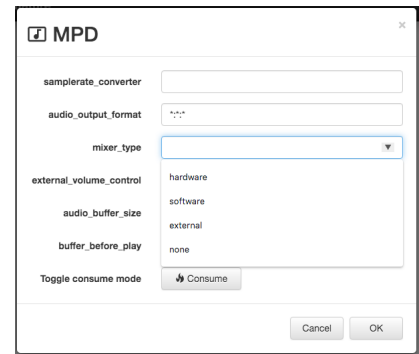 MPD
×
samplerate_converter
audio_output_format *:*:*
mixer_type ▼
hardware
external_volume_control
software
audio_buffer_size
external
buffer_before_play
none
Toggle consume mode Consume
Cancel OK